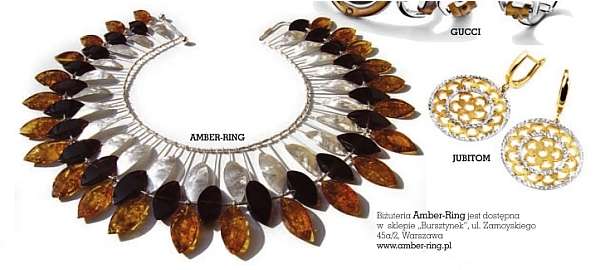 GUCCI
AMBER-RING
JUBITOM
Biżuteria Amber-Ring jest dostępna
w sklepie „Bursztynek”, ul. Zamoyskiego
45a/2, Warszawa
www.amber-ring.pl